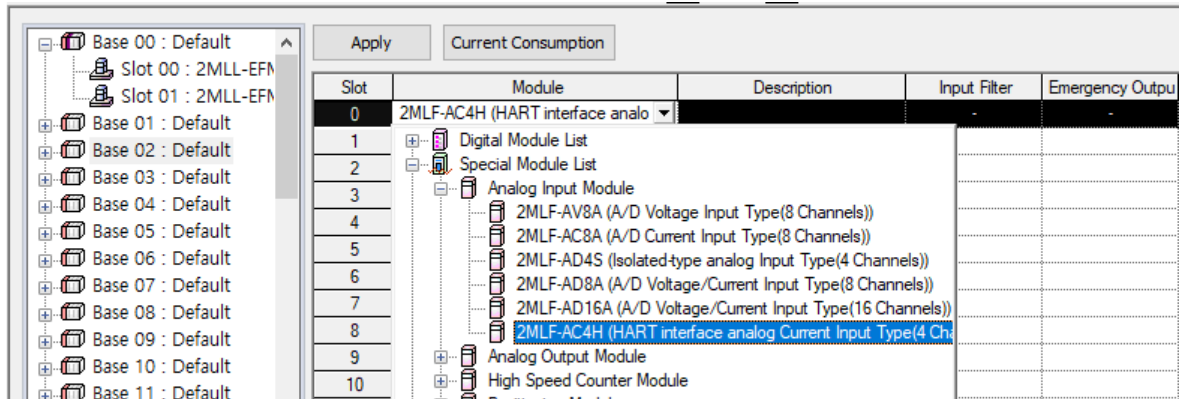 Base 00 : Default
Slot 00 : 2MLL-EFM
Slot 01 : 2MLL-EFM
Base 01 : Default
Base 02 : Default
Base 03 : Default
Base 04 : Default
Base 05 : Default
Base 06 : Default
Base 07 : Default
Base 08 : Default
Base 09 : Default
Base 10 : Default
Base 11 : Default
Apply Current Consumption
Slot Module Description Input Filter Emergency Outpu
0 2MLF-AC4H (HART interface analo - -
1 Digital Module List
2 Special Module List
3 Analog Input Module
4 2MLF-AV8A (A/D Voltage Input Type(8 Channels))
2MLF-AC8A (A/D Current Input Type(8 Channels))
5 2MLF-AD4S (Isolated-type analog Input Type(4 Channels))
6 2MLF-AD8A (A/D Voltage/Current Input Type(8 Channels))
7 2MLF-AD16A (A/D Voltage/Current Input Type(16 Channels))
8 2MLF-AC4H (HART interface analog Current Input Type(4 Cha
9 Analog Output Module
10 High Speed Counter Module